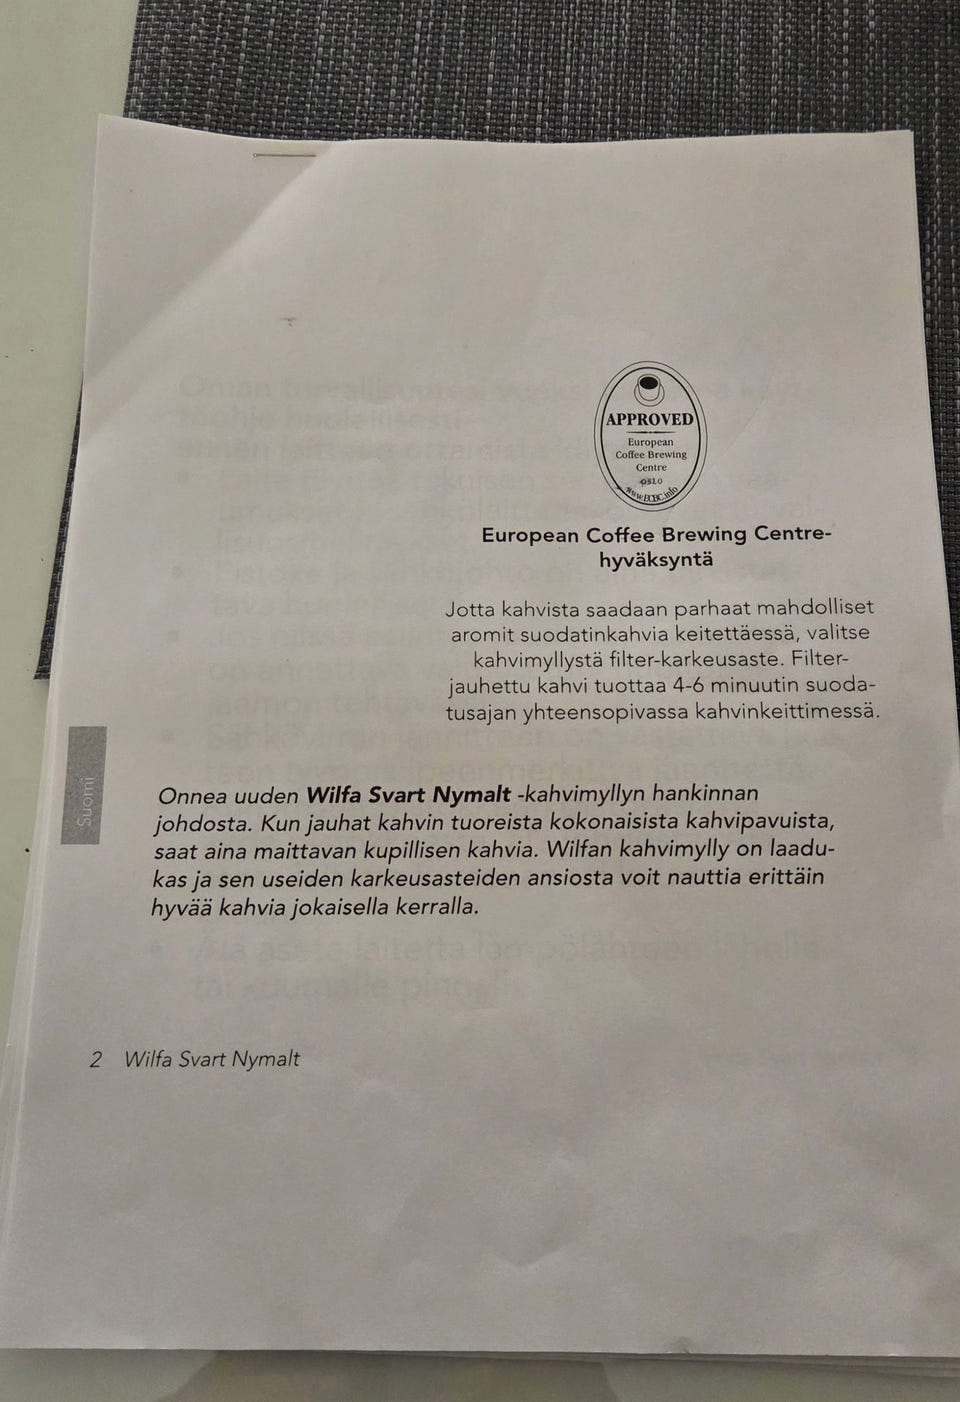 APPROVED
European
Coffee Brewing
Centre
OSLO
www.ECBC.info
European Coffee Brewing Centre-
hyväksyntä
Jotta kahvista saadaan parhaat mahdolliset
aromit suodatinkahvia keitettäessä, valitse
kahvimyllystä filter-karkeusaste. Filter-
jauhettu kahvi tuottaa 4-6 minuutin suoda-
tusajan yhteensopivassa kahvinkeittimessä.
Suomi
Onnea uuden Wilfa Svart Nymalt -kahvimyllyn hankinnan
johdosta. Kun jauhat kahvin tuoreista kokonaisista kahvipavuista,
saat aina maittavan kupillisen kahvia. Wilfan kahvimylly on laadu-
kas ja sen useiden karkeusasteiden ansiosta voit nauttia erittäin
hyvää kahvia jokaisella kerralla.
2 Wilfa Svart Nymalt